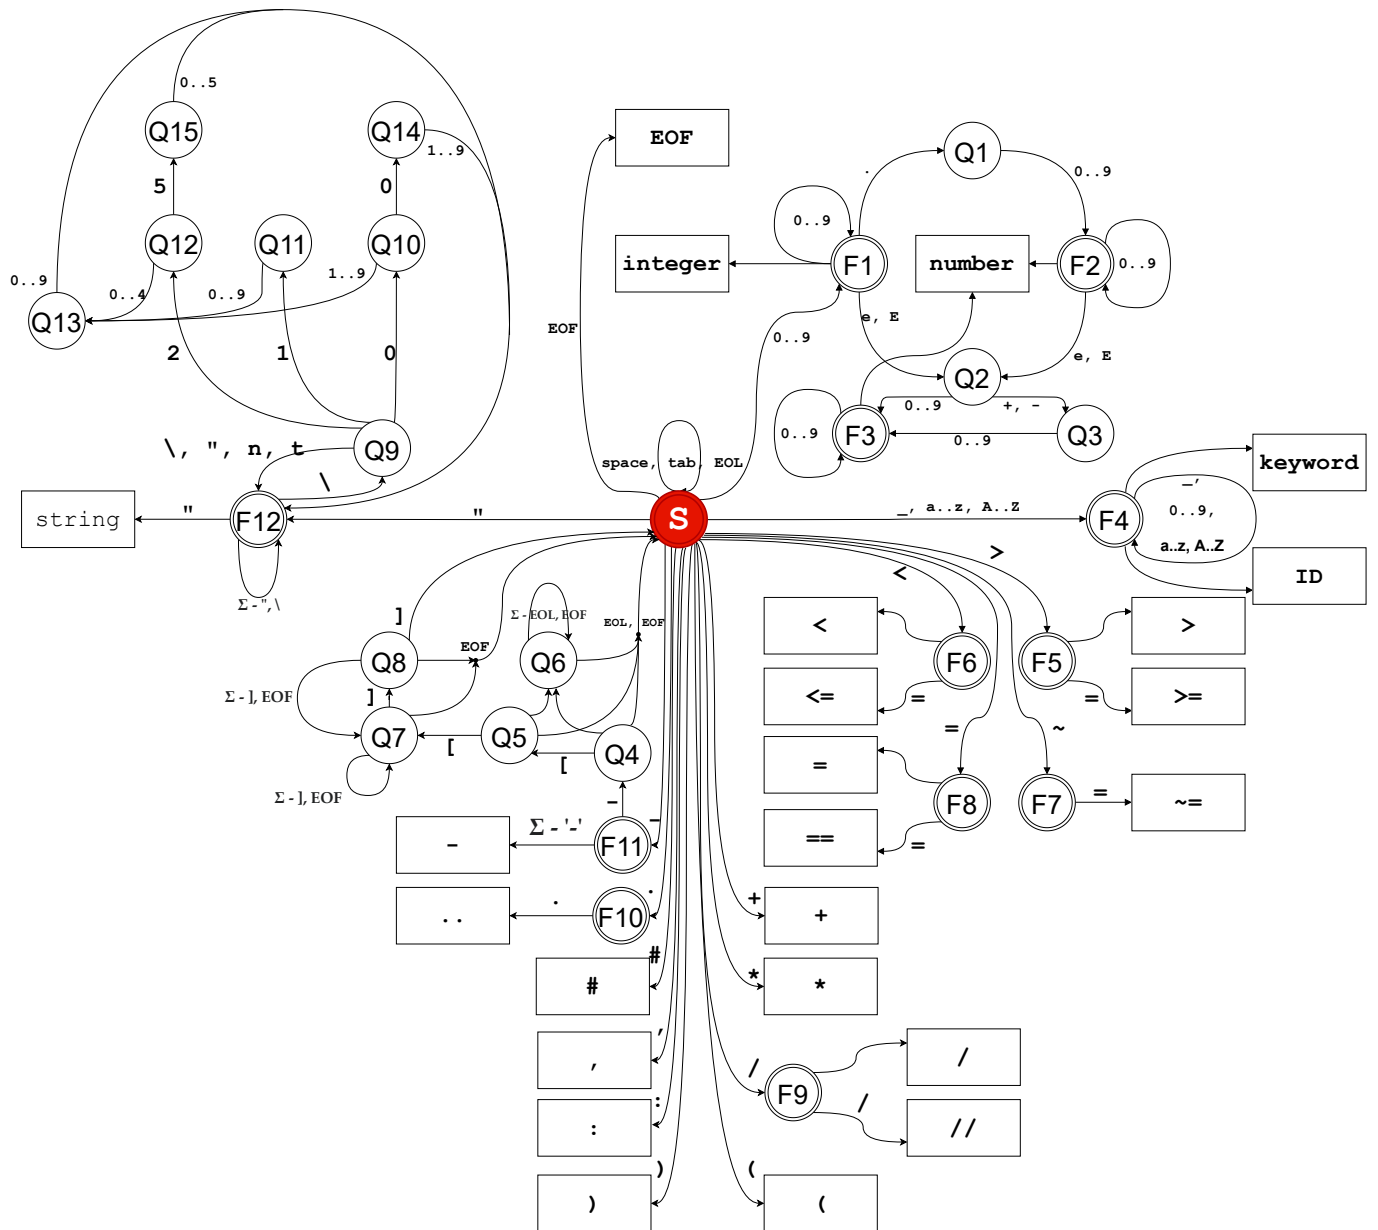 0..5
Q15
Q14
1..9
EOF
Q1
.
0..9
5
0
0..9
Q12
Q11
Q10
integer
F1
number
F2
0..9
0..9
0..4
0..9
1..9
Q13
EOF
0..9
e, E
2
1
0
e, E
Q2
0..9
+, -
0..9
F3
0..9
Q3
\, ", n, t
Q9
\
space, tab, EOL
keyword
string
"
F12
"
S
_, a..z, A..Z
F4
_,
0..9,
a..z, A..Z
ID
Σ - ", \
>
<
]
Σ - EOL, EOF
EOL, EOF
<
>
EOF
Q8
Q6
F6
F5
Σ - ], EOF
]
<=
=
=
>=
Q7
[
Q5
[
Q4
=
~
=
Σ - ], EOF
-
F8
F7
=
~=
-
Σ - '-'
F11
-
==
=
..
.
F10
.
+
+
#
#
*
*
,
,
/
F9
/
:
:
/
//
)
)
(
(